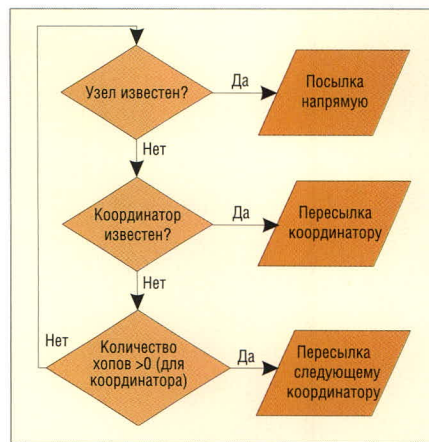 Узел известен?
Да
Посылка
напрямую
Нет
Координатор
известен?
Да
Пересылка
координатору
Нет
Нет
Количество
хопов >0 (для
координатора)
Да
Пересылка
следующему
координатору